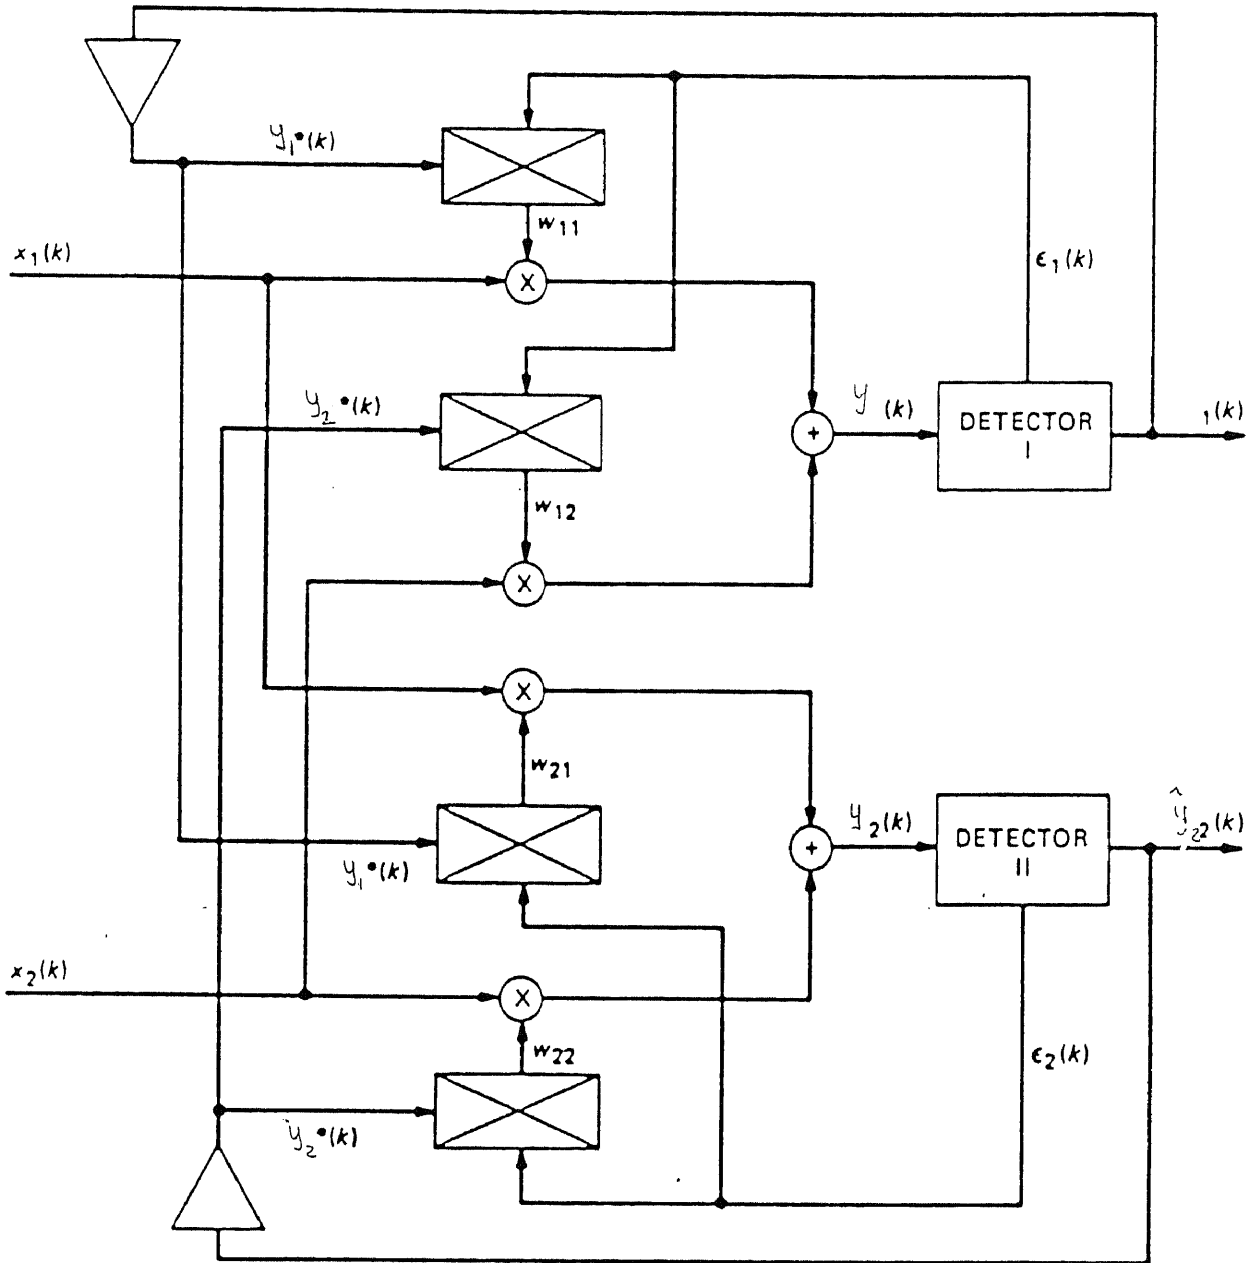 y₁•(k)
w₁₁
x₁(k)
ϵ₁(k)
X
y₂•(k)
y (k)
DETECTOR
I
₁(k)
+
w₁₂
X
X
w₂₁
y₂(k)
+
DETECTOR
II
ŷ₂₂(k)
y₁•(k)
x₂(k)
X
w₂₂
ϵ₂(k)
y₂•(k)